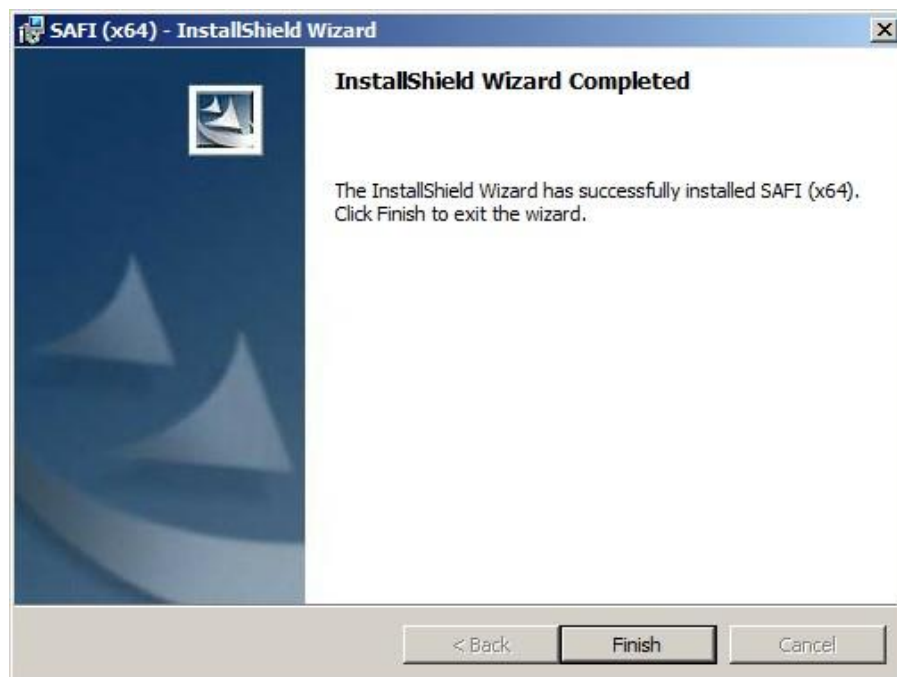 SAFI (x64) - InstallShield Wizard
InstallShield Wizard Completed
The InstallShield Wizard has successfully installed SAFI (x64).
Click Finish to exit the wizard.
< Back
Finish
Cancel